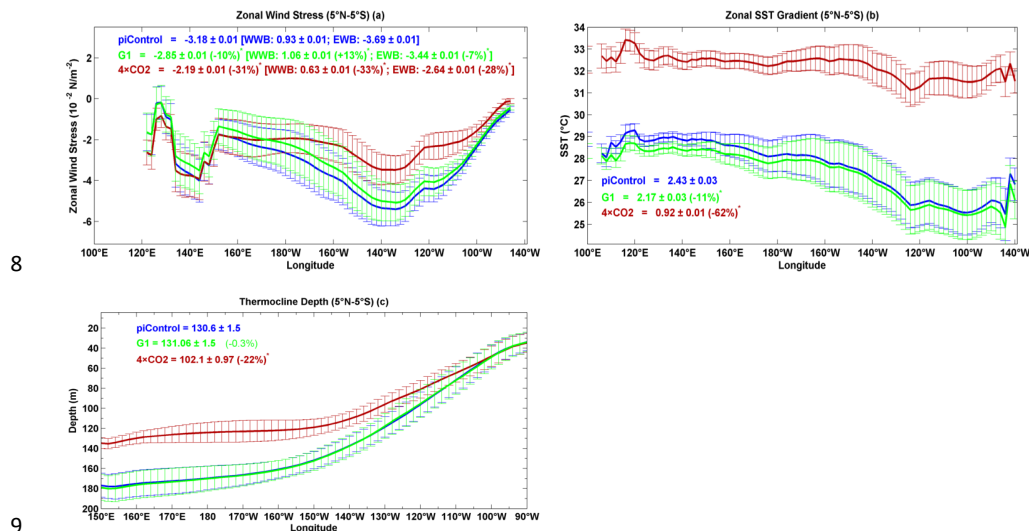 Zonal Wind Stress (5°N-5°S) (a)
piControl = -3.18 ± 0.01 [WWB: 0.93 ± 0.01; EWB: -3.69 ± 0.01]
G1 = -2.85 ± 0.01 (-10%)* [WWB: 1.06 ± 0.01 (+13%)*; EWB: -3.44 ± 0.01 (-7%)*]
4×CO2 = -2.19 ± 0.01 (-31%)* [WWB: 0.63 ± 0.01 (-33%)*; EWB: -2.64 ± 0.01 (-28%)*]
Zonal Wind Stress (10⁻² N/m⁻²)
2
0
-2
-4
-6
100°E 120°E 140°E 160°E 180°E 160°W 140°W 120°W 100°W 80°W
Longitude
8
Zonal SST Gradient (5°N-5°S) (b)
SST (°C)
34
33
32
31
30
29
28
27
26
25
piControl = 2.43 ± 0.03
G1 = 2.17 ± 0.03 (-11%)*
4×CO2 = 0.92 ± 0.01 (-62%)*
100°E 120°E 140°E 160°E 180°W 160°W 140°W 120°W 140°W 140°W
Longitude
Thermocline Depth (5°N-5°S) (c)
piControl = 130.6 ± 1.5
G1 = 131.06 ± 1.5 (-0.3%)
4×CO2 = 102.1 ± 0.97 (-22%)*
Depth (m)
20
40
60
80
100
120
140
160
180
200
150°E 160°E 180 170°W 160°W 150°W 140°W 130°W 120°W 110°W 100°W 90°W
Longitude
9